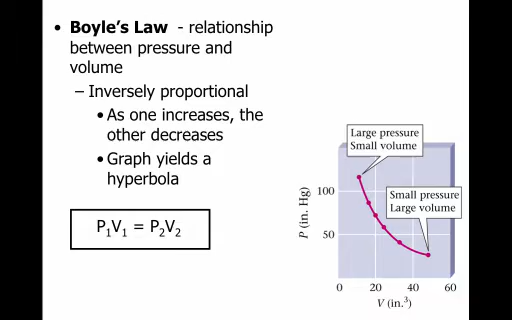 • Boyle's Law - relationship
between pressure and
volume
– Inversely proportional
• As one increases, the
other decreases
• Graph yields a
hyperbola
P₁V₁ = P₂V₂
Large pressure
Small volume
Small pressure
Large volume
P (in. Hg)
100
50
0 20 40 60
V (in.³)